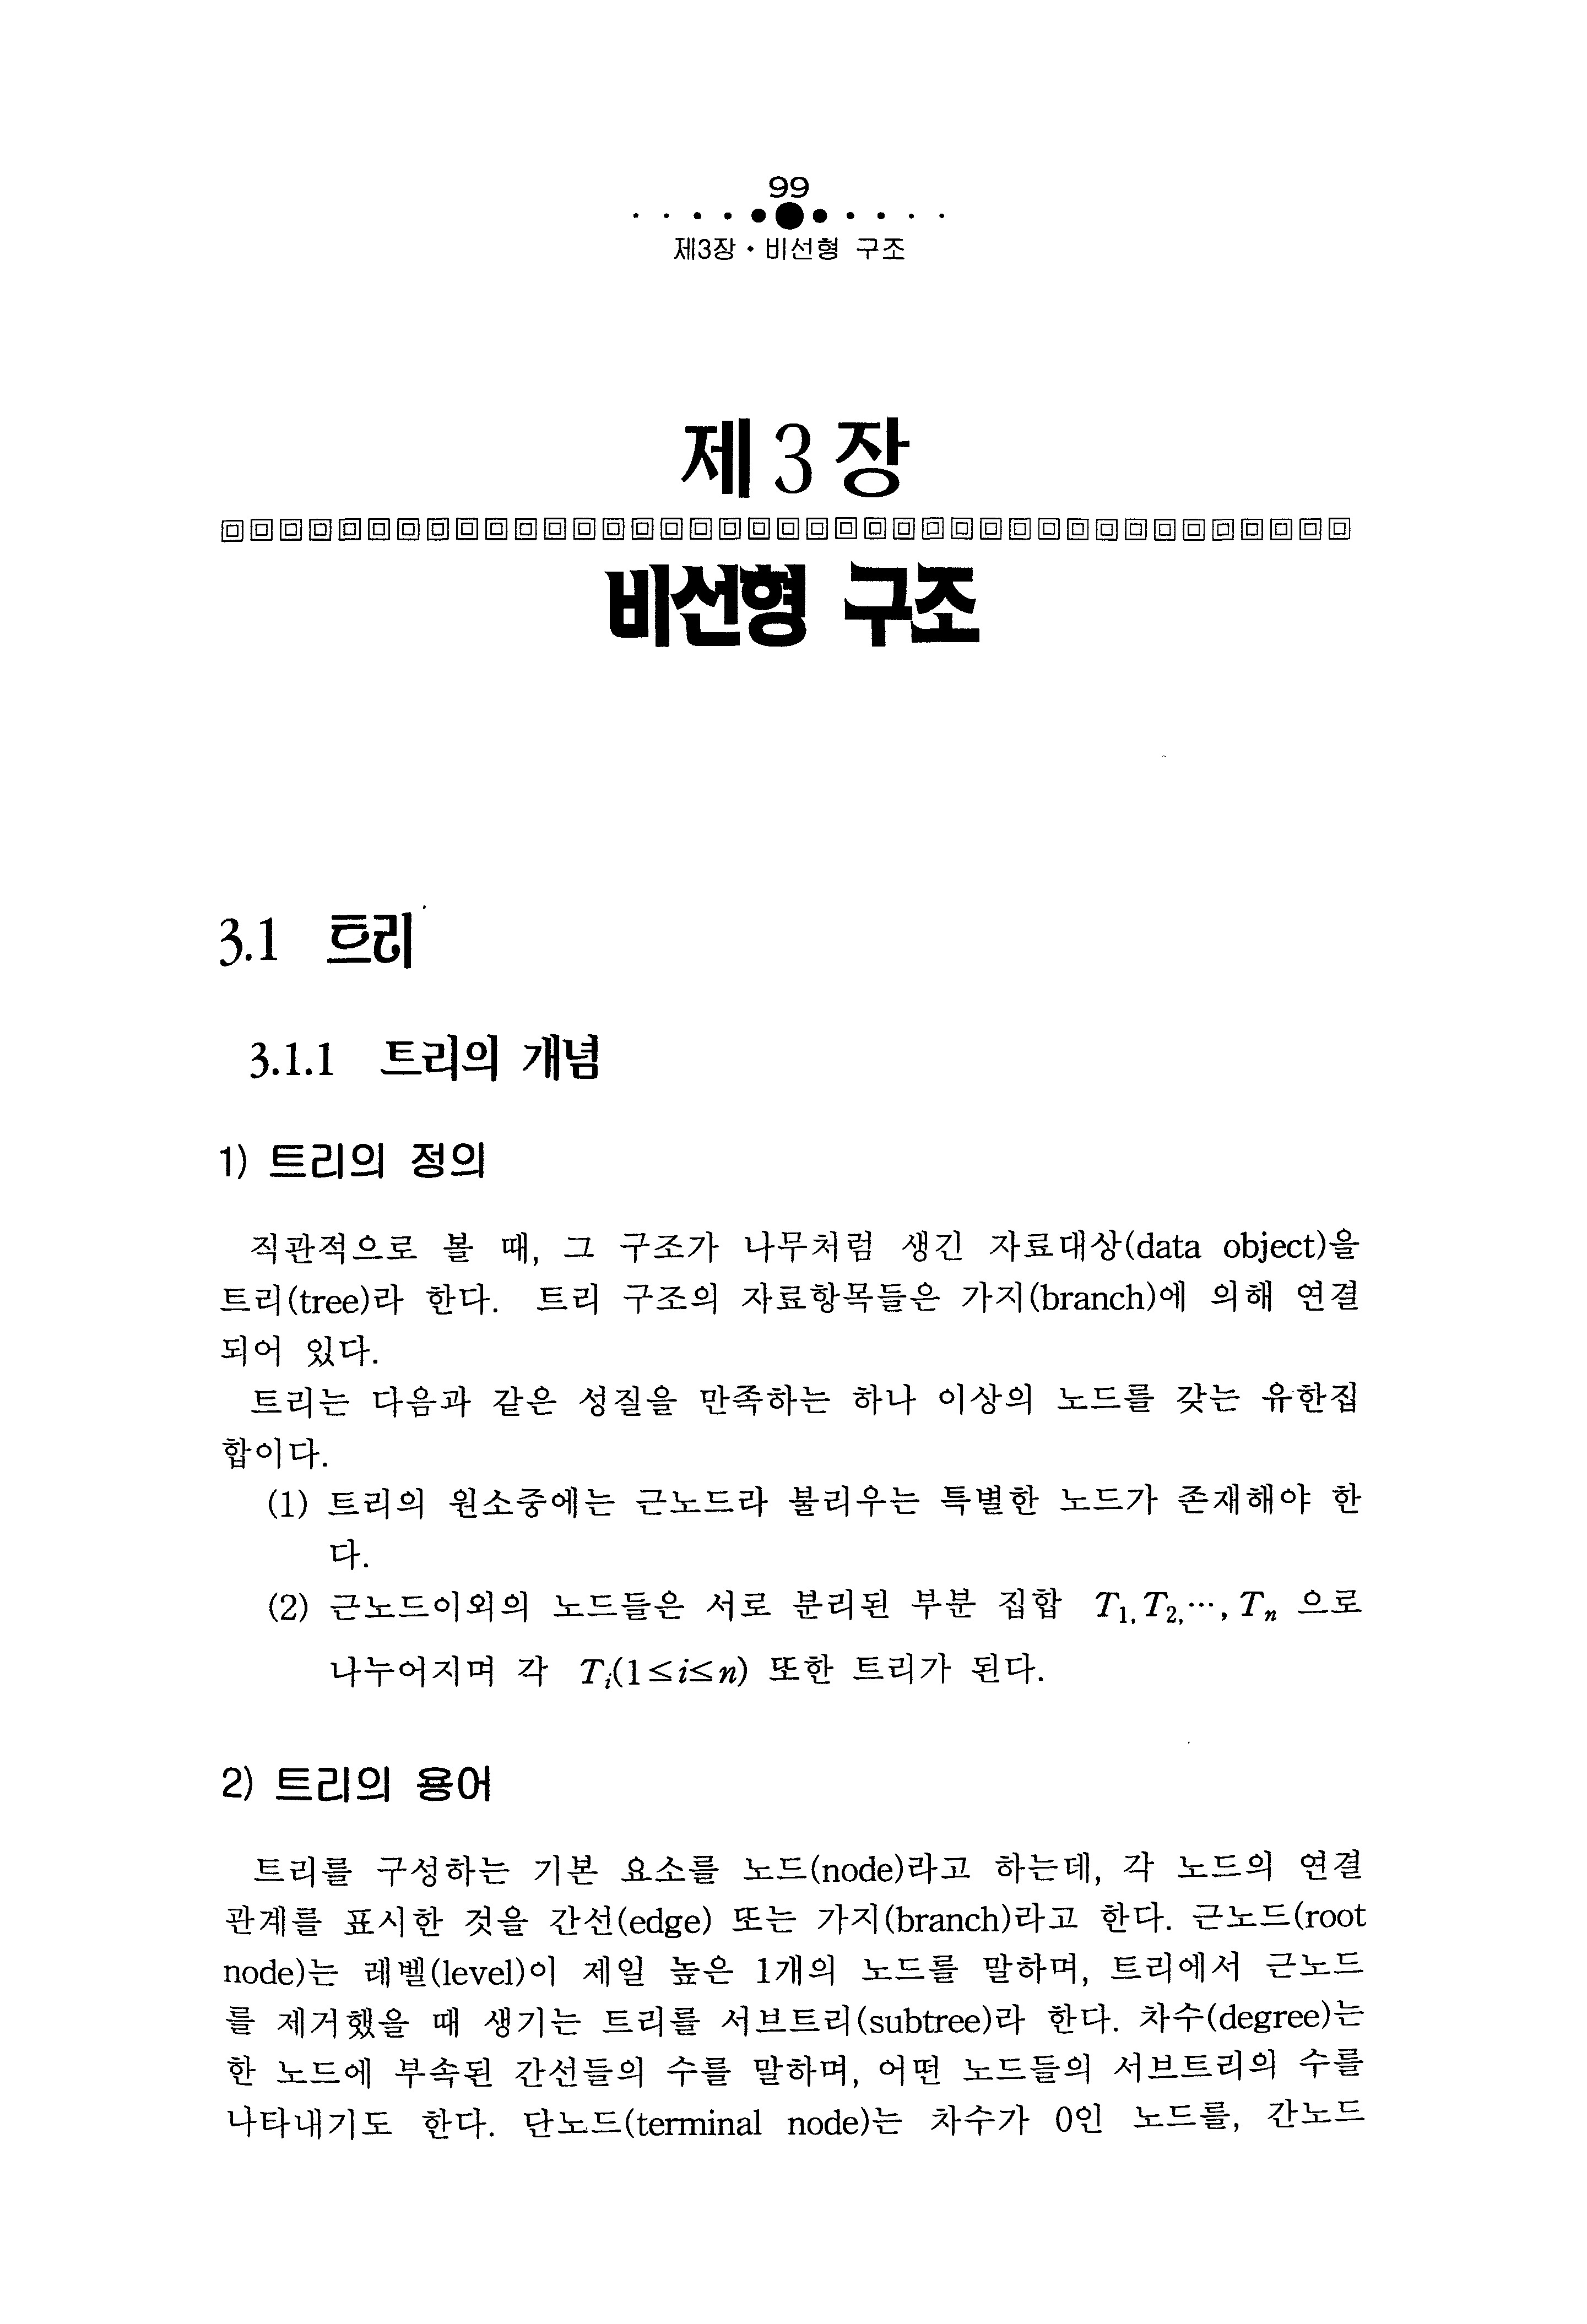 99
제3장 · 비선형 구조
제3장
비선형 구조
3.1 트리
3.1.1 트리의 개념
1) 트리의 정의
직관적으로 볼 때, 그 구조가 나무처럼 생긴 자료대상(data object)을
트리(tree)라 한다. 트리 구조의 자료항목들은 가지(branch)에 의해 연결
되어 있다.
트리는 다음과 같은 성질을 만족하는 하나 이상의 노드를 갖는 유한집
합이다.
(1) 트리의 원소중에는 근노드라 불리우는 특별한 노드가 존재해야 한
다.
(2) 근노드이외의 노드들은 서로 분리된 부분 집합 T₁, T₂, ⋯, Tₙ 으로
나누어지며 각 Tᵢ(1≤i≤n) 또한 트리가 된다.
2) 트리의 용어
트리를 구성하는 기본 요소를 노드(node)라고 하는데, 각 노드의 연결
관계를 표시한 것을 간선(edge) 또는 가지(branch)라고 한다. 근노드(root
node)는 레벨(level)이 제일 높은 1개의 노드를 말하며, 트리에서 근노드
를 제거했을 때 생기는 트리를 서브트리(subtree)라 한다. 차수(degree)는
한 노드에 부속된 간선들의 수를 말하며, 어떤 노드들의 서브트리의 수를
나타내기도 한다. 단노드(terminal node)는 차수가 0인 노드를, 간노드